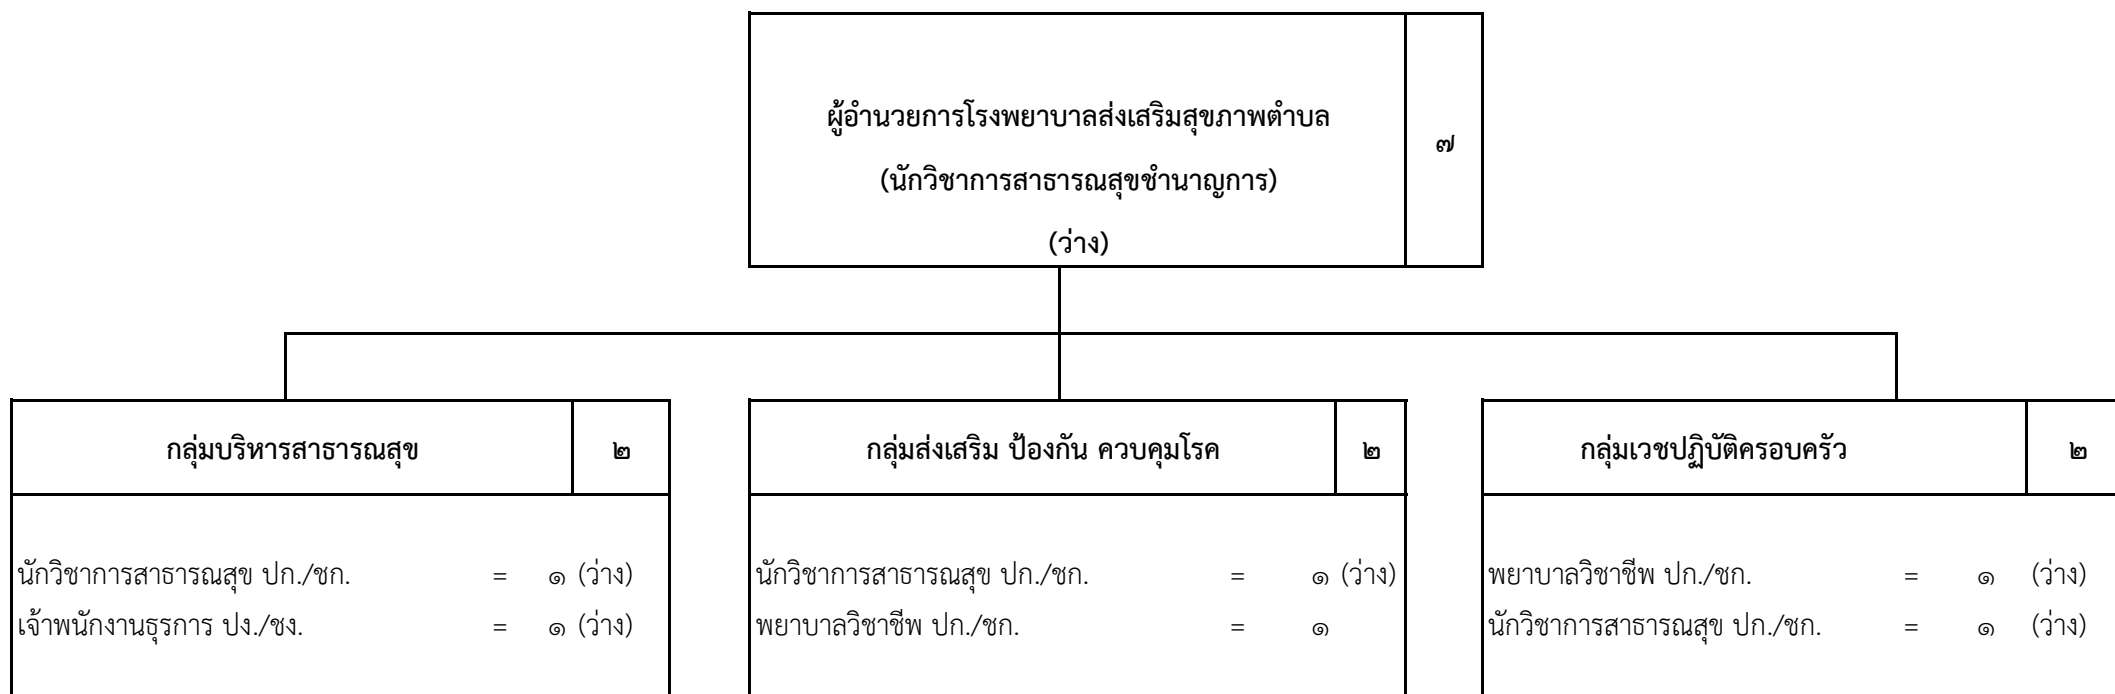 ผู้อำนวยการโรงพยาบาลส่งเสริมสุขภาพตำบล
(นักวิชาการสาธารณสุขชำนาญการ)
(ว่าง)
๗
กลุ่มบริหารสาธารณสุข ๒
นักวิชาการสาธารณสุข ปก./ชก. = ๑ (ว่าง)
เจ้าพนักงานธุรการ ปง./ชง. = ๑ (ว่าง)
กลุ่มส่งเสริม ป้องกัน ควบคุมโรค ๒
นักวิชาการสาธารณสุข ปก./ชก. = ๑ (ว่าง)
พยาบาลวิชาชีพ ปก./ชก. = ๑
กลุ่มเวชปฏิบัติครอบครัว ๒
พยาบาลวิชาชีพ ปก./ชก. = ๑ (ว่าง)
นักวิชาการสาธารณสุข ปก./ชก. = ๑ (ว่าง)